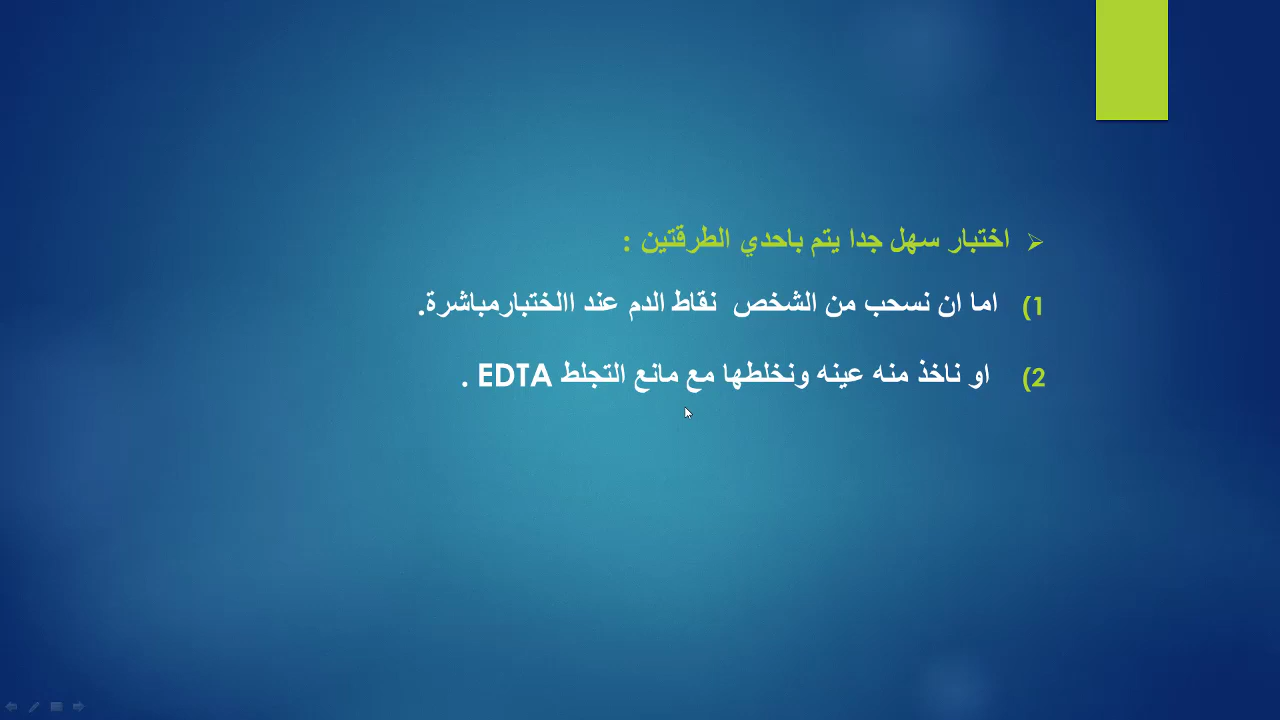 اختبار سهل جدا يتم باحدي الطرقتين :
1) اما ان نسحب من الشخص نقاط الدم عند االختبارمباشرة.
2) او ناخذ منه عينه ونخلطها مع مانع التجلط EDTA .